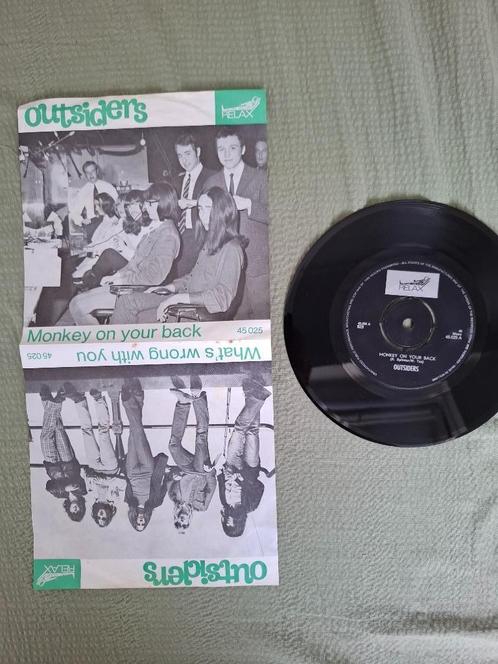 outsiders
RELAX
Monkey on your back
45 025
What's wrong with you
45 025
outsiders
RELAX
RELAX
45 025 A
MONKEY ON YOUR BACK
OUTSIDERS